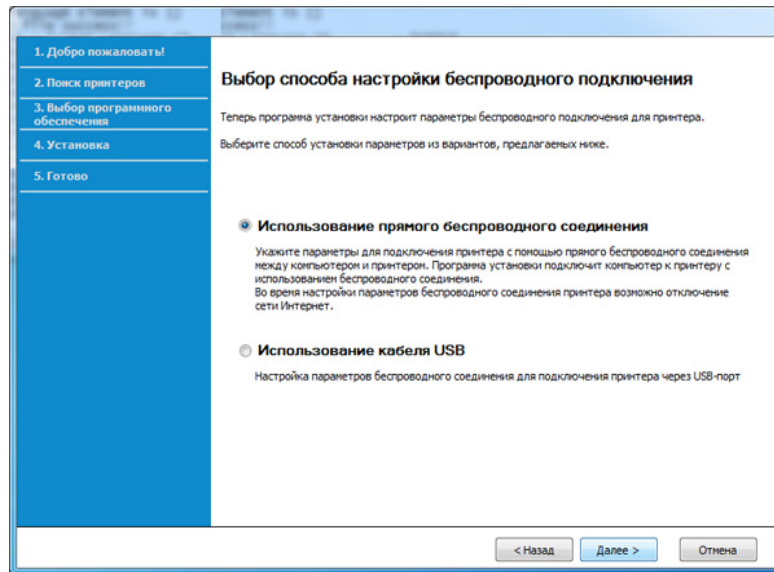 1. Добро пожаловать!
2. Поиск принтеров
3. Выбор программного
обеспечения
4. Установка
5. Готово
Выбор способа настройки беспроводного подключения
Теперь программа установки настроит параметры беспроводного подключения для принтера.
Выберите способ установки параметров из вариантов, предлагаемых ниже.
Использование прямого беспроводного соединения
Укажите параметры для подключения принтера с помощью прямого беспроводного соединения
между компьютером и принтером. Программа установки подключит компьютер к принтеру с
использованием беспроводного соединения.
Во время настройки параметров беспроводного соединения принтера возможно отключение
сети Интернет.
Использование кабеля USB
Настройка параметров беспроводного соединения для подключения принтера через USB-порт
< Назад
Далее >
Отмена